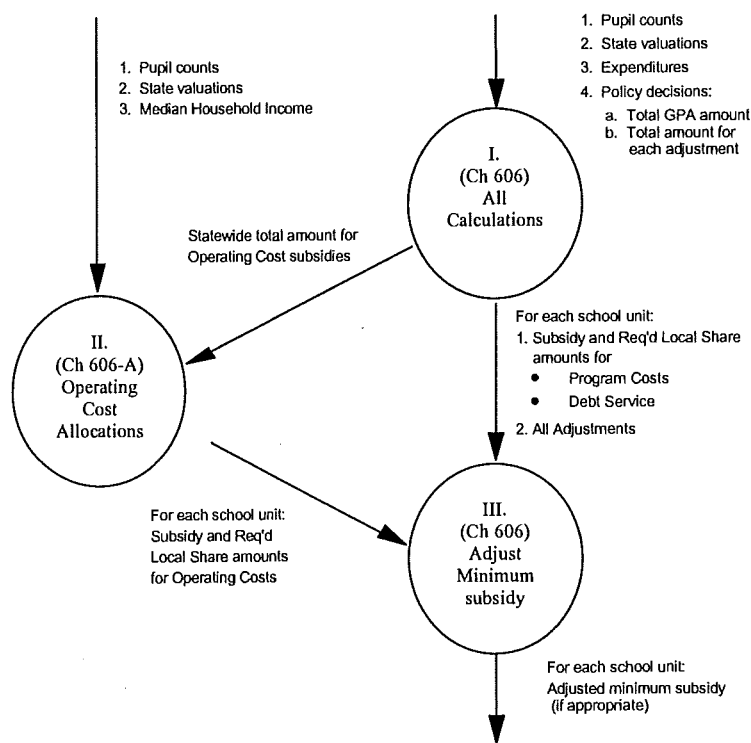 1. Pupil counts
2. State valuations
3. Median Household Income
1. Pupil counts
2. State valuations
3. Expenditures
4. Policy decisions:
a. Total GPA amount
b. Total amount for
each adjustment
I.
(Ch 606)
All
Calculations
Statewide total amount for
Operating Cost subsidies
II.
(Ch 606-A)
Operating
Cost
Allocations
For each school unit:
1. Subsidy and Req'd Local Share
amounts for
● Program Costs
● Debt Service
2. All Adjustments
For each school unit:
Subsidy and Req'd
Local Share amounts
for Operating Costs
III.
(Ch 606)
Adjust
Minimum
subsidy
For each school unit:
Adjusted minimum subsidy
(if appropriate)